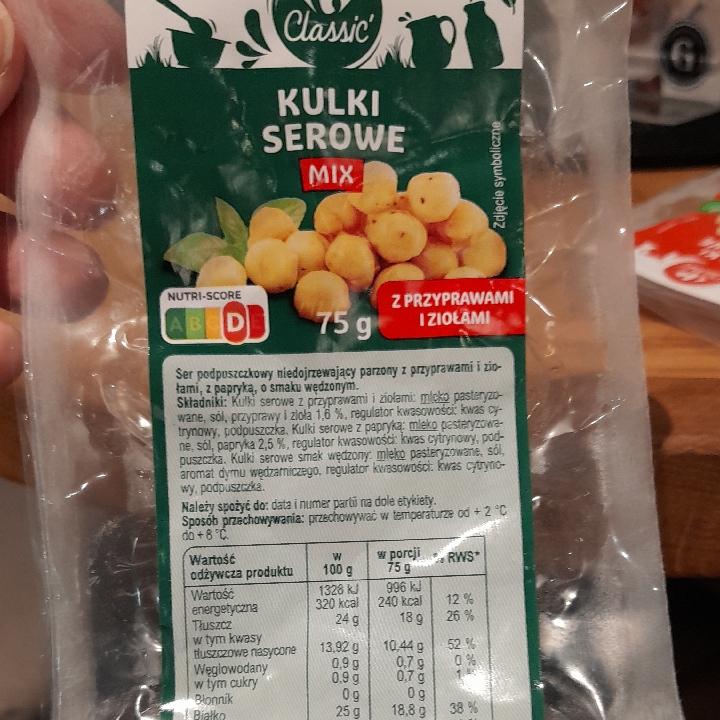 Classic'
KULKI
SEROWE
MIX
Zdjęcie symboliczne
NUTRI-SCORE
A B C D E
75 g
Z PRZYPRAWAMI
I ZIOŁAMI
Ser podpuszczkowy niedojrzewający parzony z przyprawami i zio-
łami, z papryką, o smaku wędzonym.
Składniki: Kulki serowe z przyprawami i ziołami: mleko pasteryzo-
wane, sól, przyprawy i zioła 1,6 %, regulator kwasowości: kwas cy-
trynowy, podpuszczka. Kulki serowe z papryką: mleko pasteryzowa-
ne, sól, papryka 2,5 %, regulator kwasowości: kwas cytrynowy, pod-
puszczka. Kulki serowe smak wędzony: mleko pasteryzowane, sól,
aromat dymu wędzarniczego, regulator kwasowości: kwas cytryno-
wy, podpuszczka.
Należy spożyć do: data i numer partii na dole etykiety.
Sposób przechowywania: przechowywać w temperaturze od + 2 °C
do + 8 °C.
Wartość odżywcza produktu w 100 g w porcji 75 g % RWS*
Wartość energetyczna 1328 kJ 996 kJ
320 kcal 240 kcal 12 %
Tłuszcz 24 g 18 g 26 %
w tym kwasy
tłuszczowe nasycone 13,92 g 10,44 g 52 %
Węglowodany 0,9 g 0,7 g 0 %
w tym cukry 0,9 g 0,7 g
Błonnik 0 g 0 g
Białko 25 g 18,8 g 38 %
G